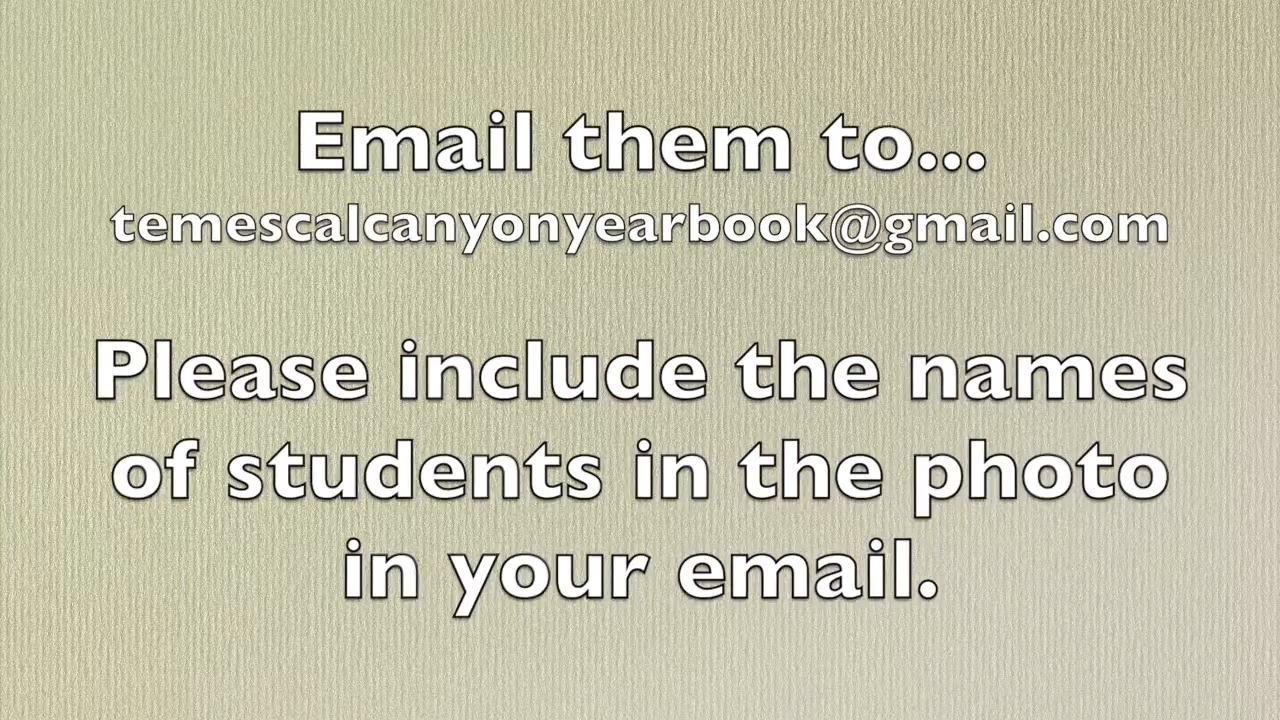 Email them to...
temescalcanyonyearbook@gmail.com
Please include the names
of students in the photo
in your email.